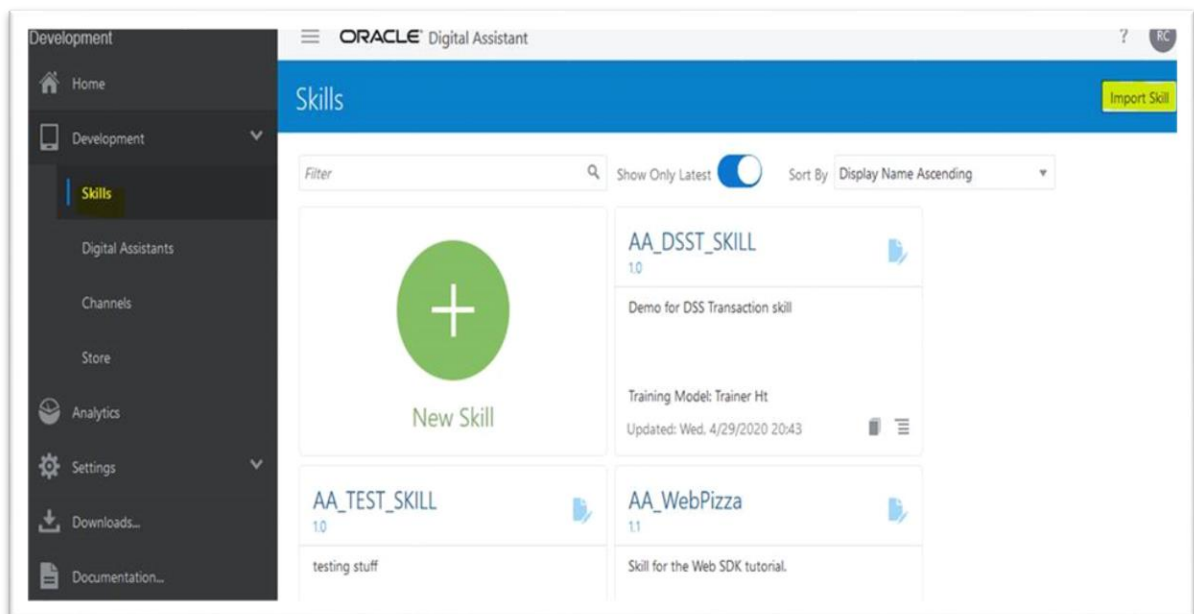 Development
Home
Development
Skills
Digital Assistants
Channels
Store
Analytics
Settings
Downloads...
Documentation...
ORACLE® Digital Assistant
?
RC
Skills
Import Skill
Filter
Show Only Latest
Sort By Display Name Ascending
New Skill
AA_DSST_SKILL
1.0
Demo for DSS Transaction skill
Training Model: Trainer Ht
Updated: Wed, 4/29/2020 20:43
AA_TEST_SKILL
1.0
testing stuff
AA_WebPizza
1.1
Skill for the Web SDK tutorial.